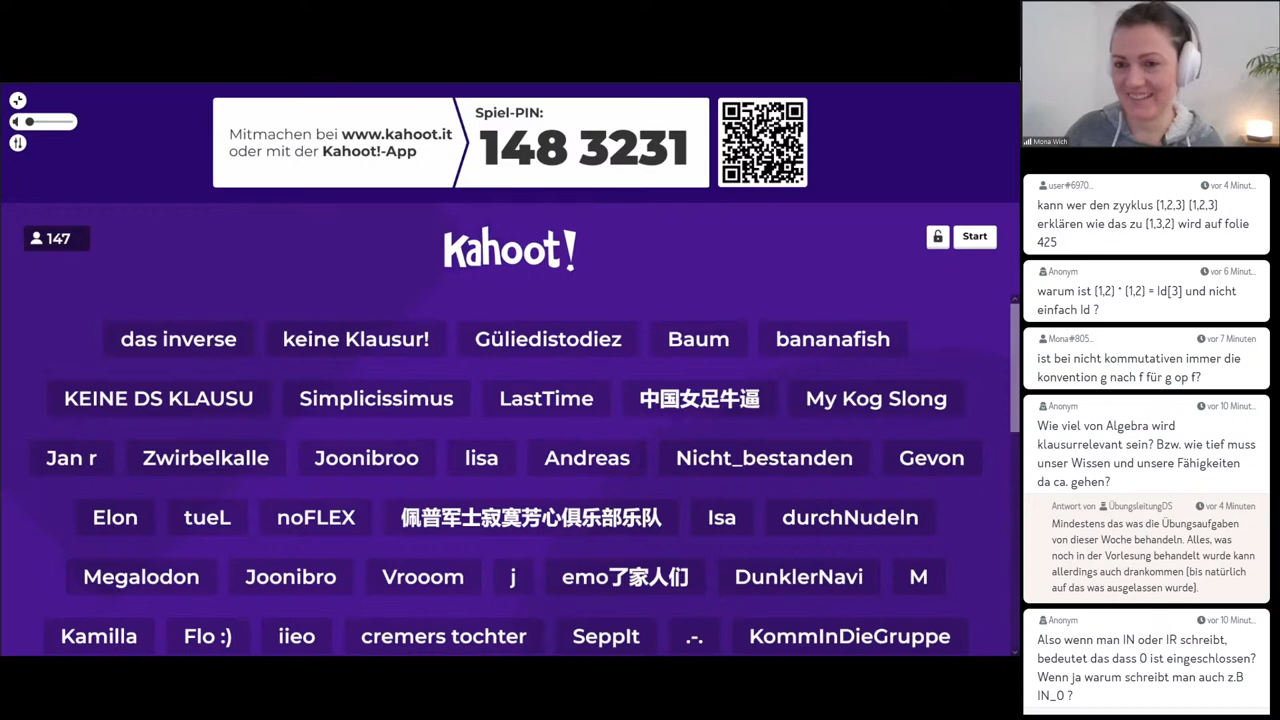 Mitmachen bei www.kahoot.it
oder mit der Kahoot!-App
Spiel-PIN:
148 3231
147
Kahoot!
Start
das inverse
keine Klausur!
Güliedistodiez
Baum
bananafish
KEINE DS KLAUSU
Simplicissimus
LastTime
中国女足牛逼
My Kog Slong
Jan r
Zwirbelkalle
Joonibroo
lisa
Andreas
Nicht_bestanden
Gevon
Elon
tueL
noFLEX
佩普军士寂寞芳心俱乐部乐队
Isa
durchNudeln
Megalodon
Joonibro
Vrooom
j
emo了家人们
DunklerNavi
M
Kamilla
Flo :)
iieo
cremers tochter
SeppIt
.-.
KommInDieGruppe
Mona Wich
user#6970... vor 4 Minut...
kann wer den zyyklus (1,2,3) (1,2,3)
erklären wie das zu (1,3,2) wird auf folie
425
Anonym vor 6 Minut...
warum ist (1,2) * (1,2) = Id[3] und nicht
einfach Id ?
Mona#805... vor 7 Minuten
ist bei nicht kommutativen immer die
konvention g nach f für g op f?
Anonym vor 10 Minut...
Wie viel von Algebra wird
klausurrelevant sein? Bzw. wie tief muss
unser Wissen und unsere Fähigkeiten
da ca. gehen?
Antwort von ÜbungsleitungDS vor 4 Minuten
Mindestens das was die Übungsaufgaben
von dieser Woche behandeln. Alles, was
noch in der Vorlesung behandelt wurde kann
allerdings auch drankommen (bis natürlich
auf das was ausgelassen wurde).
Anonym vor 10 Minut...
Also wenn man IN oder IR schreibt,
bedeutet das dass 0 ist eingeschlossen?
Wenn ja warum schreibt man auch z.B
IN_0 ?